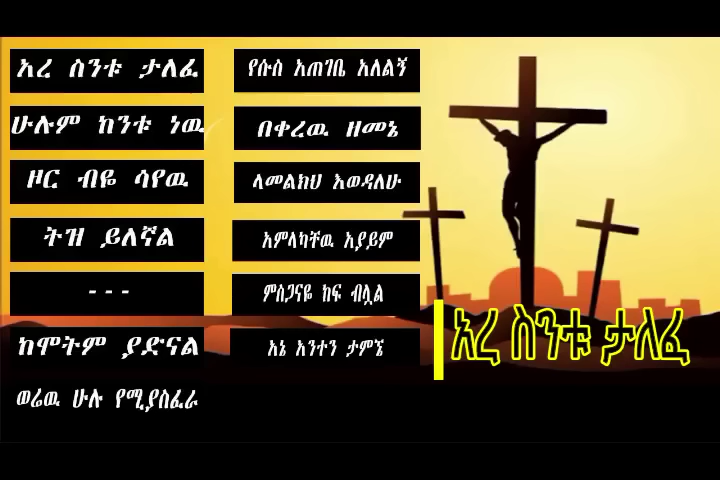 አረ ስንቱ ታለፈ
ሁሉም ከንቱ ነዉ
ዞር ብዬ ሳየዉ
ትዝ ይለኛል
---
ከሞትም ያድናል
ወሬዉ ሁሉ የሚያስፈራ
የሱስ አጠገቤ አለልኝ
በቀረዉ ዘመኔ
ላመልክህ እወዳለሁ
አምላካቸዉ አያይም
ምስጋናዬ ከፍ ብሏል
እኔ አንተን ታምኜ
አረ ስንቱ ታለፈ